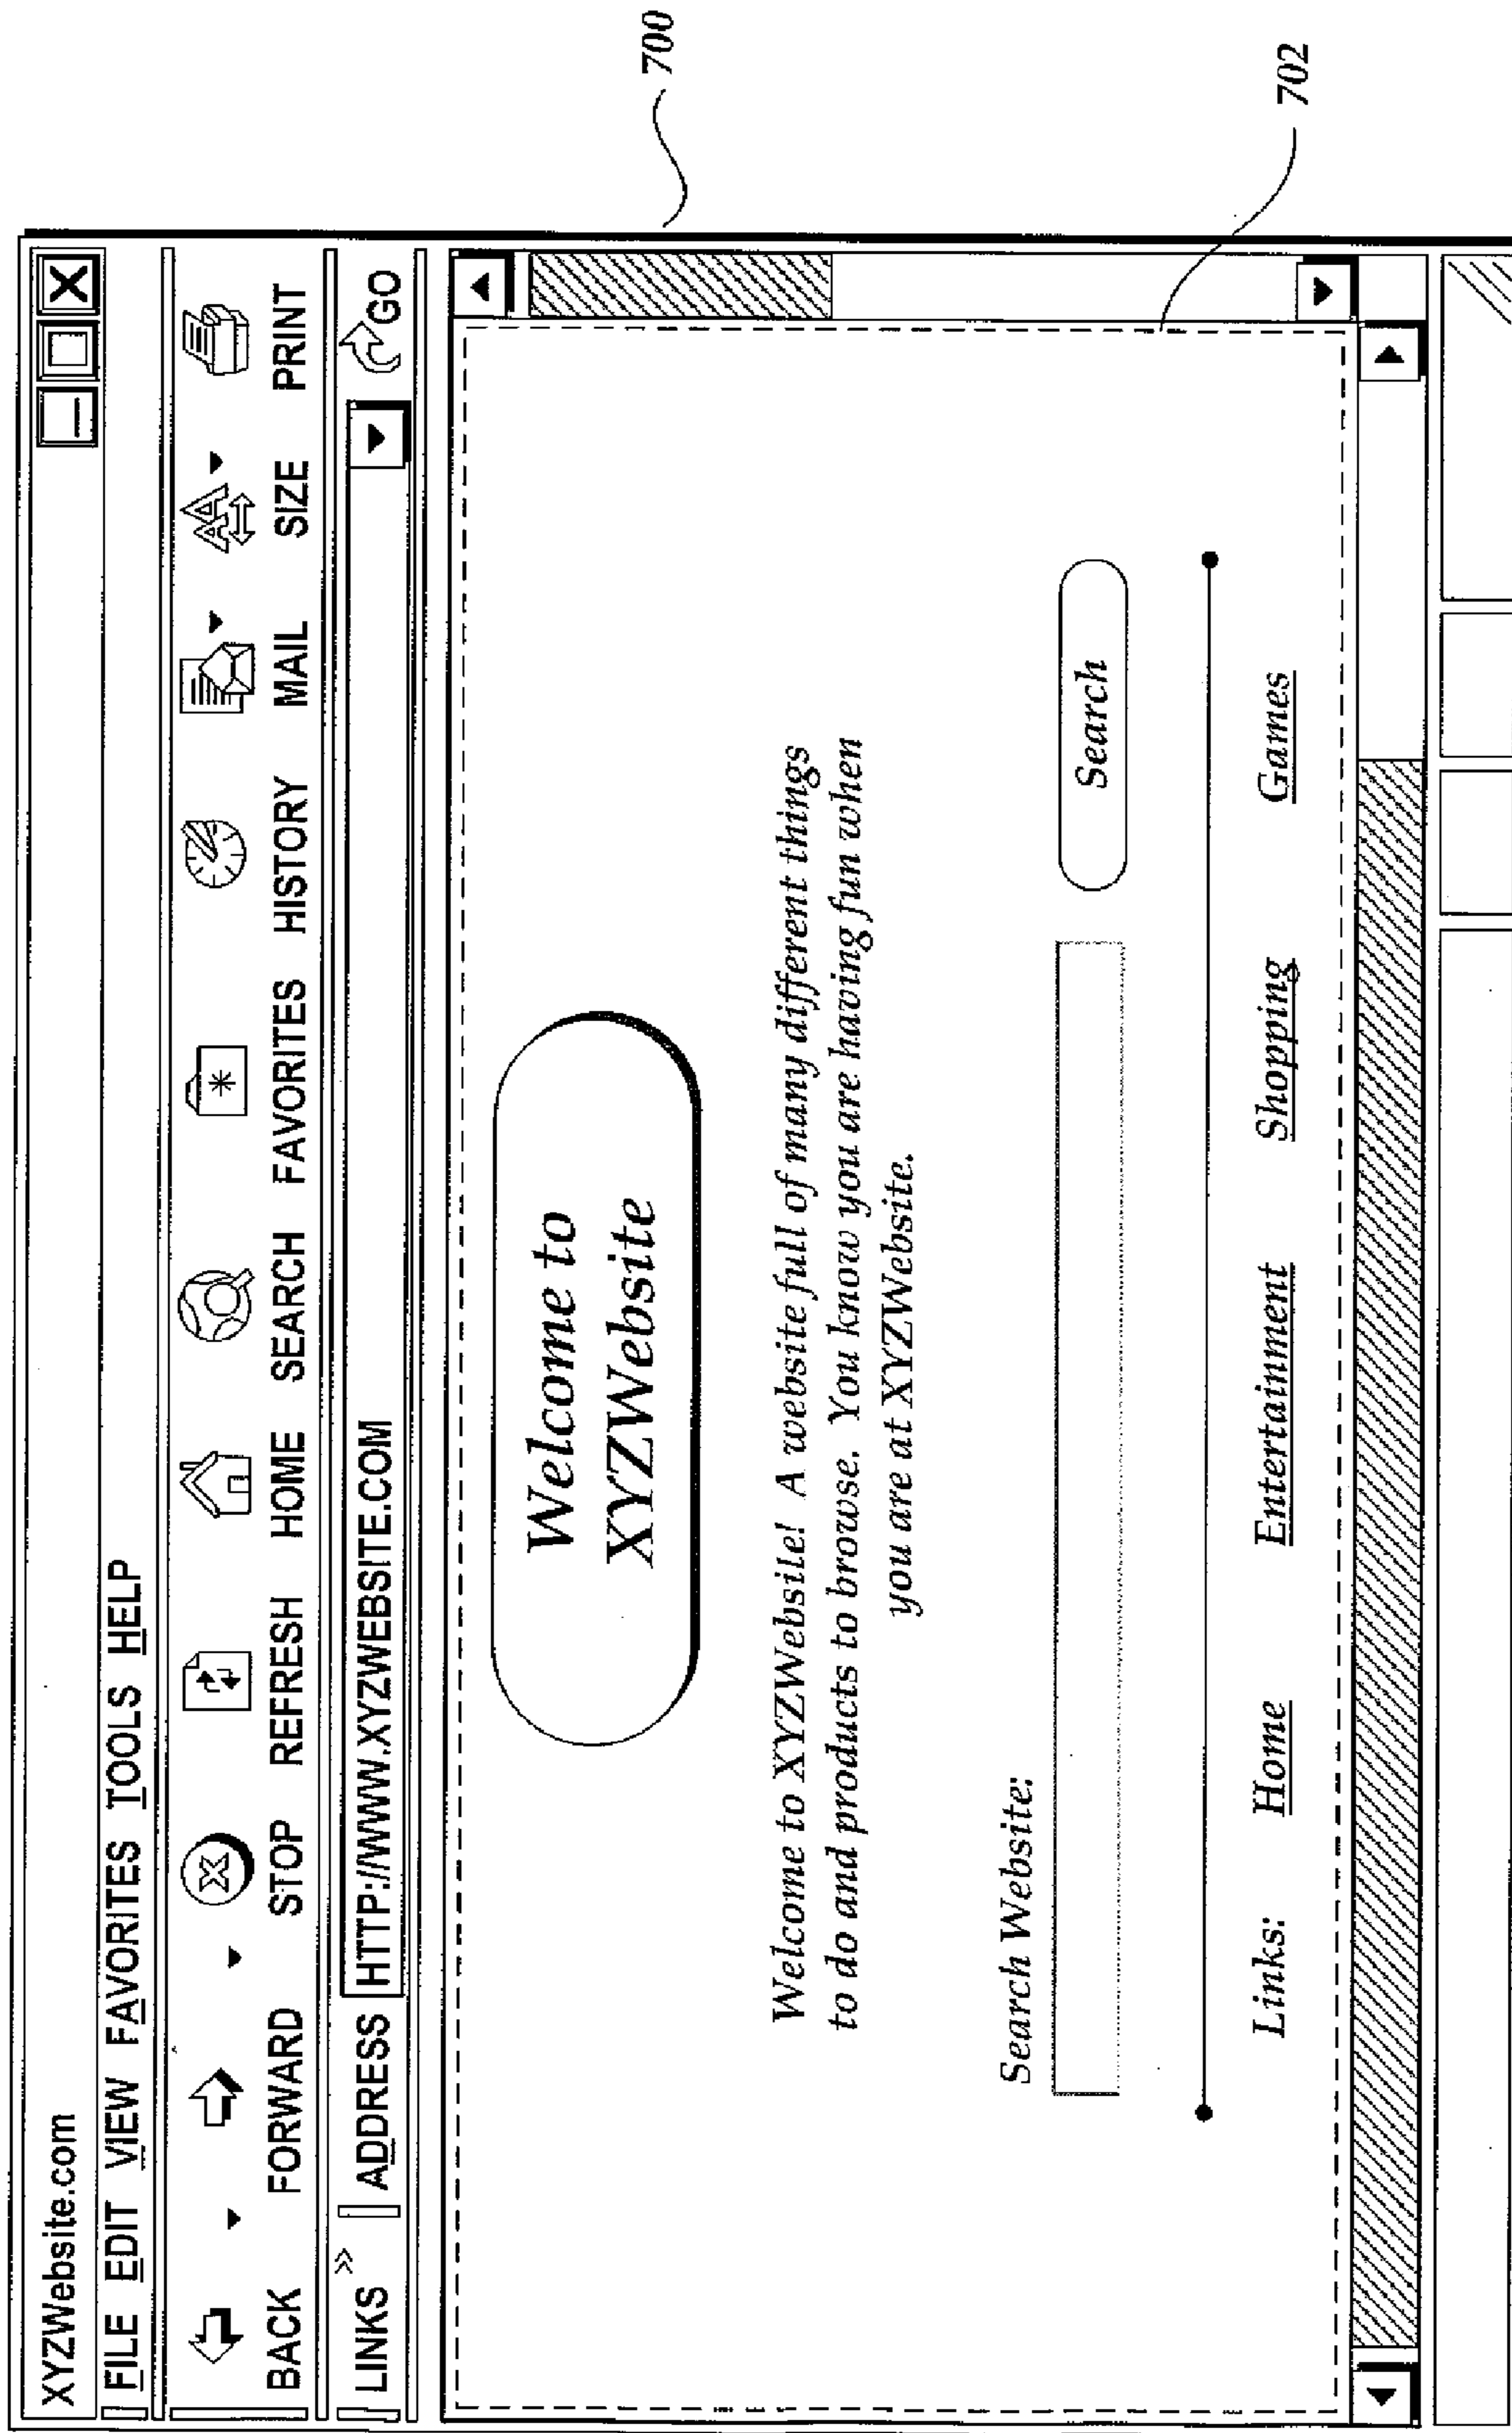 XYZWebsite.com
FILE EDIT VIEW FAVORITES TOOLS HELP
BACK FORWARD STOP REFRESH HOME SEARCH FAVORITES HISTORY MAIL SIZE PRINT
LINKS » ADDRESS HTTP://WWW.XYZWEBSITE.COM GO
700
Welcome to
XYZWebsite
Welcome to XYZWebsite! A website full of many different things
to do and products to browse. You know you are having fun when
you are at XYZWebsite.
Search Website:
Search
Links: Home Entertainment Shopping Games
702